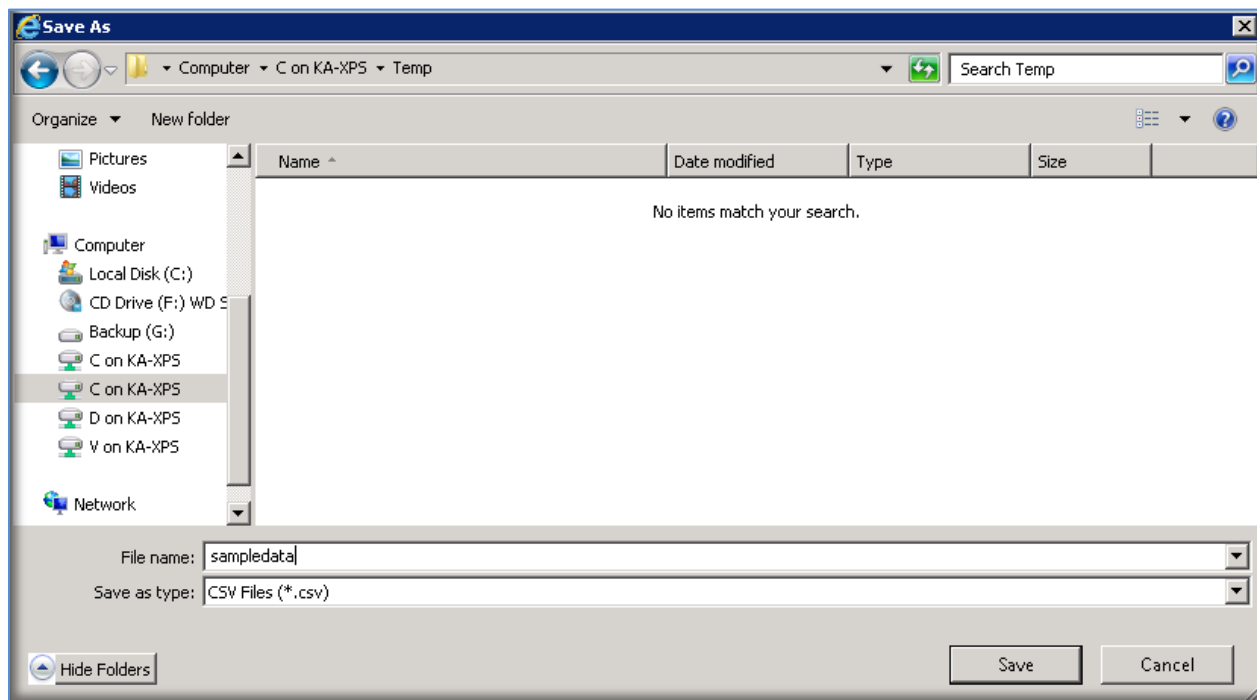 Save As
Computer C on KA-XPS Temp
Search Temp
Organize New folder
Pictures
Videos
Computer
Local Disk (C:)
CD Drive (F:) WD S
Backup (G:)
C on KA-XPS
C on KA-XPS
D on KA-XPS
V on KA-XPS
Network
Name Date modified Type Size
No items match your search.
File name: sampledata
Save as type: CSV Files (*.csv)
Hide Folders
Save Cancel